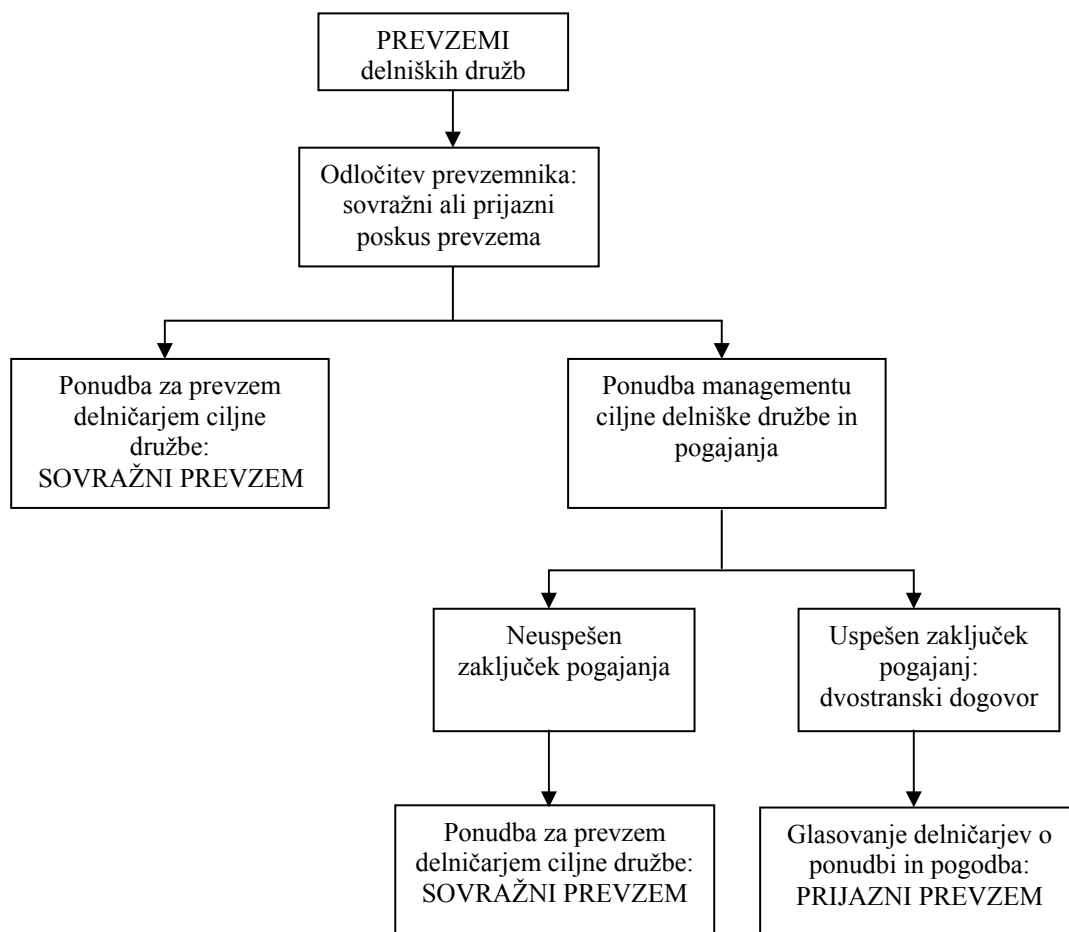 PREVZEMI
delniških družb
Odločitev prevzemnika:
sovražni ali prijazni
poskus prevzema
Ponudba za prevzem
delničarjem ciljne
družbe:
SOVRAŽNI PREVZEM
Ponudba managementu
ciljne delniške družbe in
pogajanja
Neuspešen
zaključek pogajanja
Uspešen zaključek
pogajanj:
dvostranski dogovor
Ponudba za prevzem
delničarjem ciljne družbe:
SOVRAŽNI PREVZEM
Glasovanje delničarjev o
ponudbi in pogodba:
PRIJAZNI PREVZEM